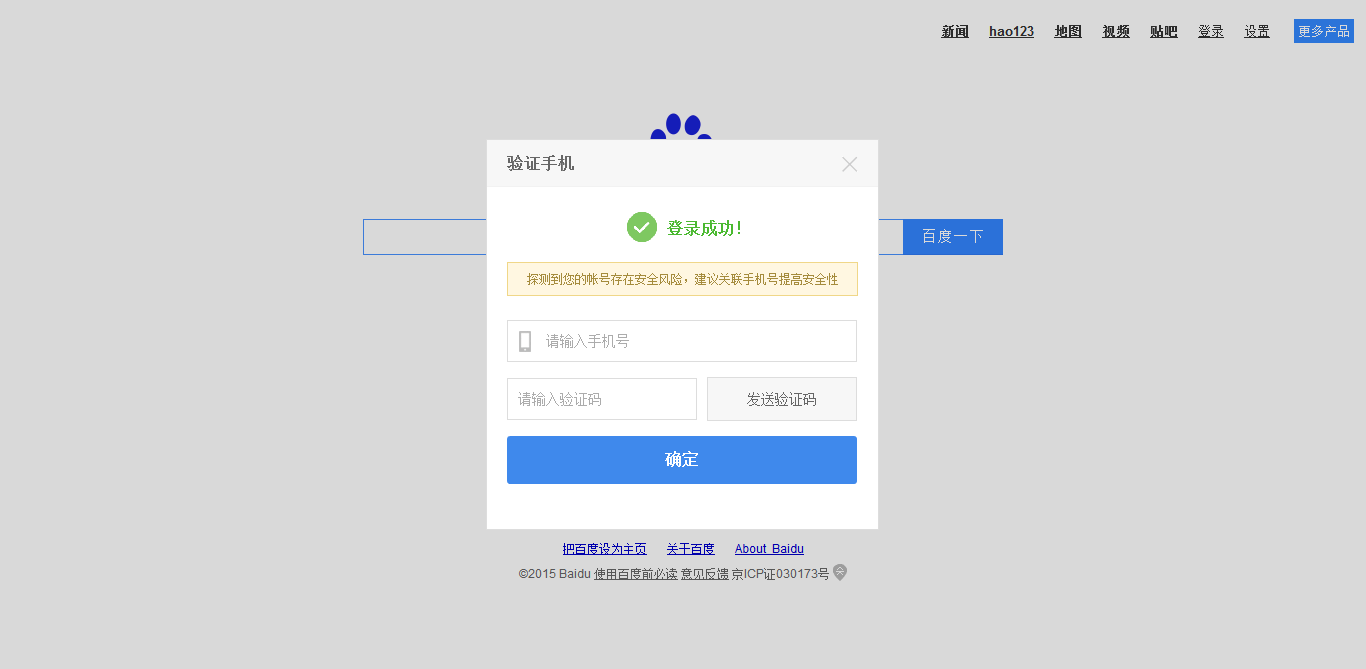 新闻 hao123 地图 视频 贴吧 登录 设置 更多产品
验证手机
登录成功！
百度一下
探测到您的帐号存在安全风险，建议关联手机号提高安全性
请输入手机号
请输入验证码 发送验证码
确定
把百度设为主页 关于百度 About Baidu
©2015 Baidu 使用百度前必读 意见反馈 京ICP证030173号